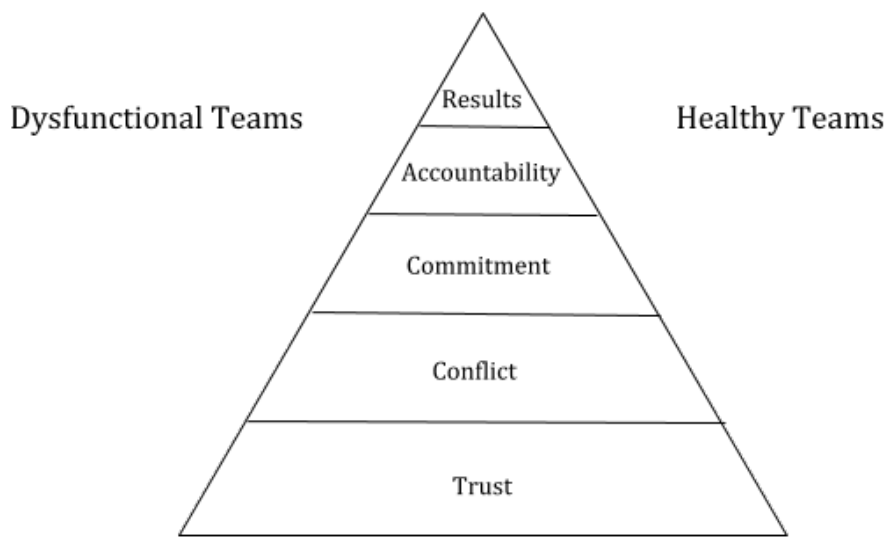 Results
Dysfunctional Teams
Healthy Teams
Accountability
Commitment
Conflict
Trust